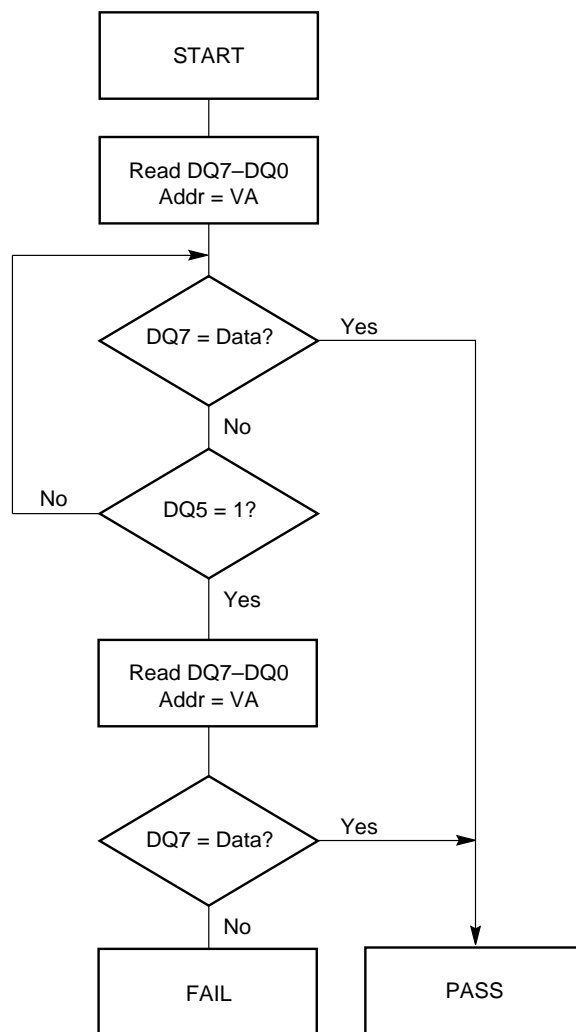 START
Read DQ7–DQ0
Addr = VA
DQ7 = Data?
Yes
No
No
DQ5 = 1?
Yes
Read DQ7–DQ0
Addr = VA
DQ7 = Data?
Yes
No
FAIL
PASS